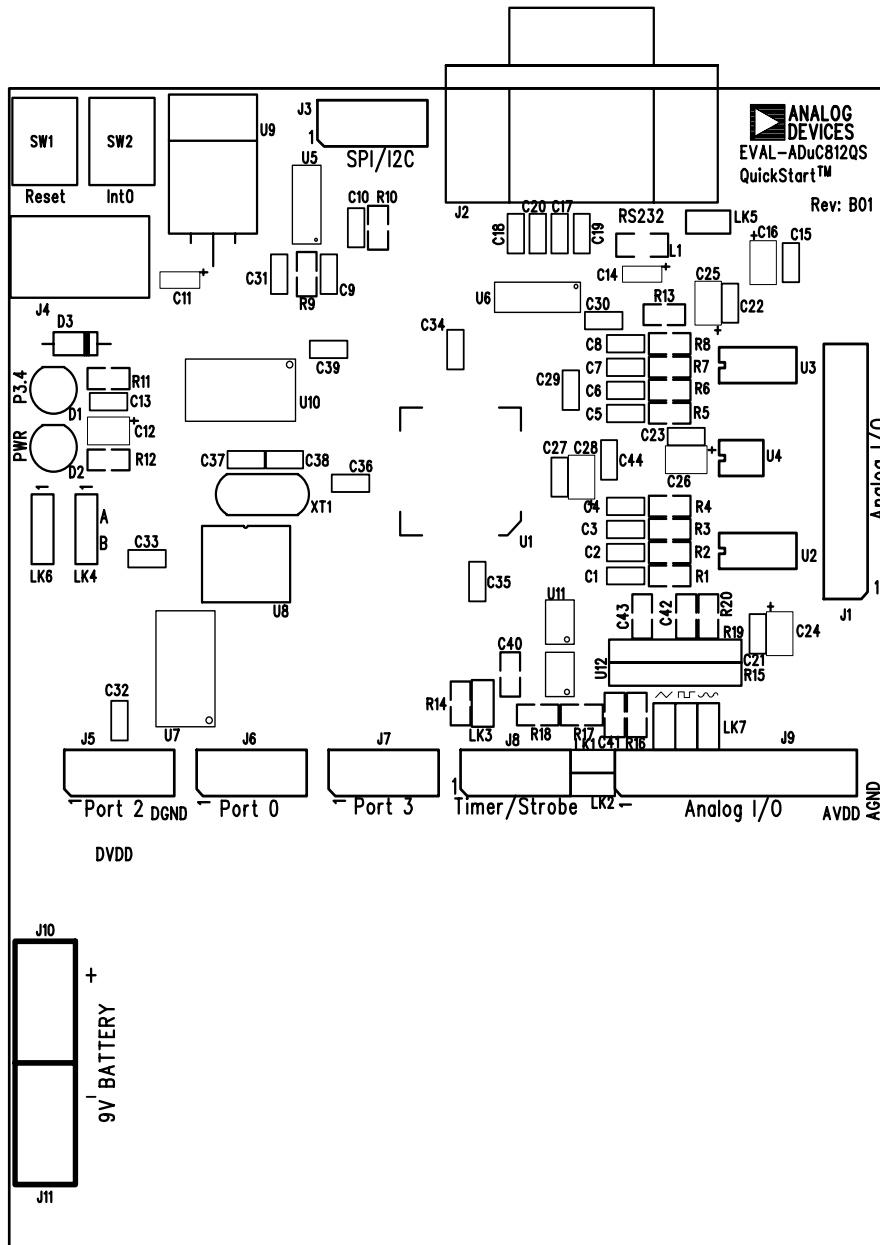 ANALOG
DEVICES
EVAL-ADuC812QS
QuickStart™
Rev: B01
SW1
SW2
U9
Reset
Int0
J3
1
SPI/I2C
U5
C10
R10
J2
C18
C20
C17
C19
RS232
LK5
L1
C16
+
C15
J4
C11
+
C31
R9
C9
C14
+
U6
C30
R13
C25
+
C22
D3
P3.4
D1
R11
C13
C12
+
PWR
D2
R12
C39
U10
C34
C8
R8
C7
R7
C6
R6
C5
R5
C29
U3
C23
C26
+
U4
C27
C28
+
C44
C37
C38
XT1
C36
1
1
A
B
LK6
LK4
C33
U8
U1
C35
C4
R4
C3
R3
C2
R2
C1
R1
U2
Analog I/O
1
J1
U11
C43
C42
R20
R19
R15
U12
C21
C24
+
C40
R14
LK3
R18
R17
C41
R16
LK7
C32
U7
J5
1
Port 2
DGND
J6
1
Port 0
J7
1
Port 3
J8
1
Timer/Strobe
LK1
LK2
J9
1
Analog I/O
AVDD
AGND
DVDD
J10
+
9V BATTERY
-
J11